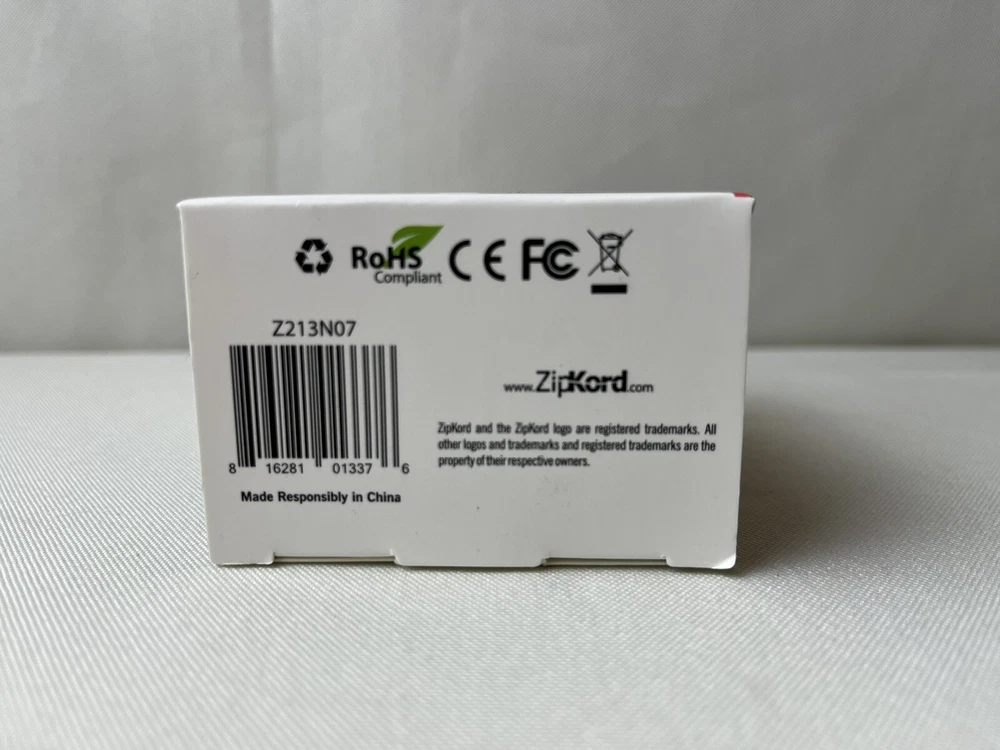 RoHS
Compliant
CE FC
Z213N07
8 16281 01337 6
Made Responsibly in China
www.ZipKord.com
ZipKord and the ZipKord logo are registered trademarks. All
other logos and trademarks and registered trademarks are the
property of their respective owners.